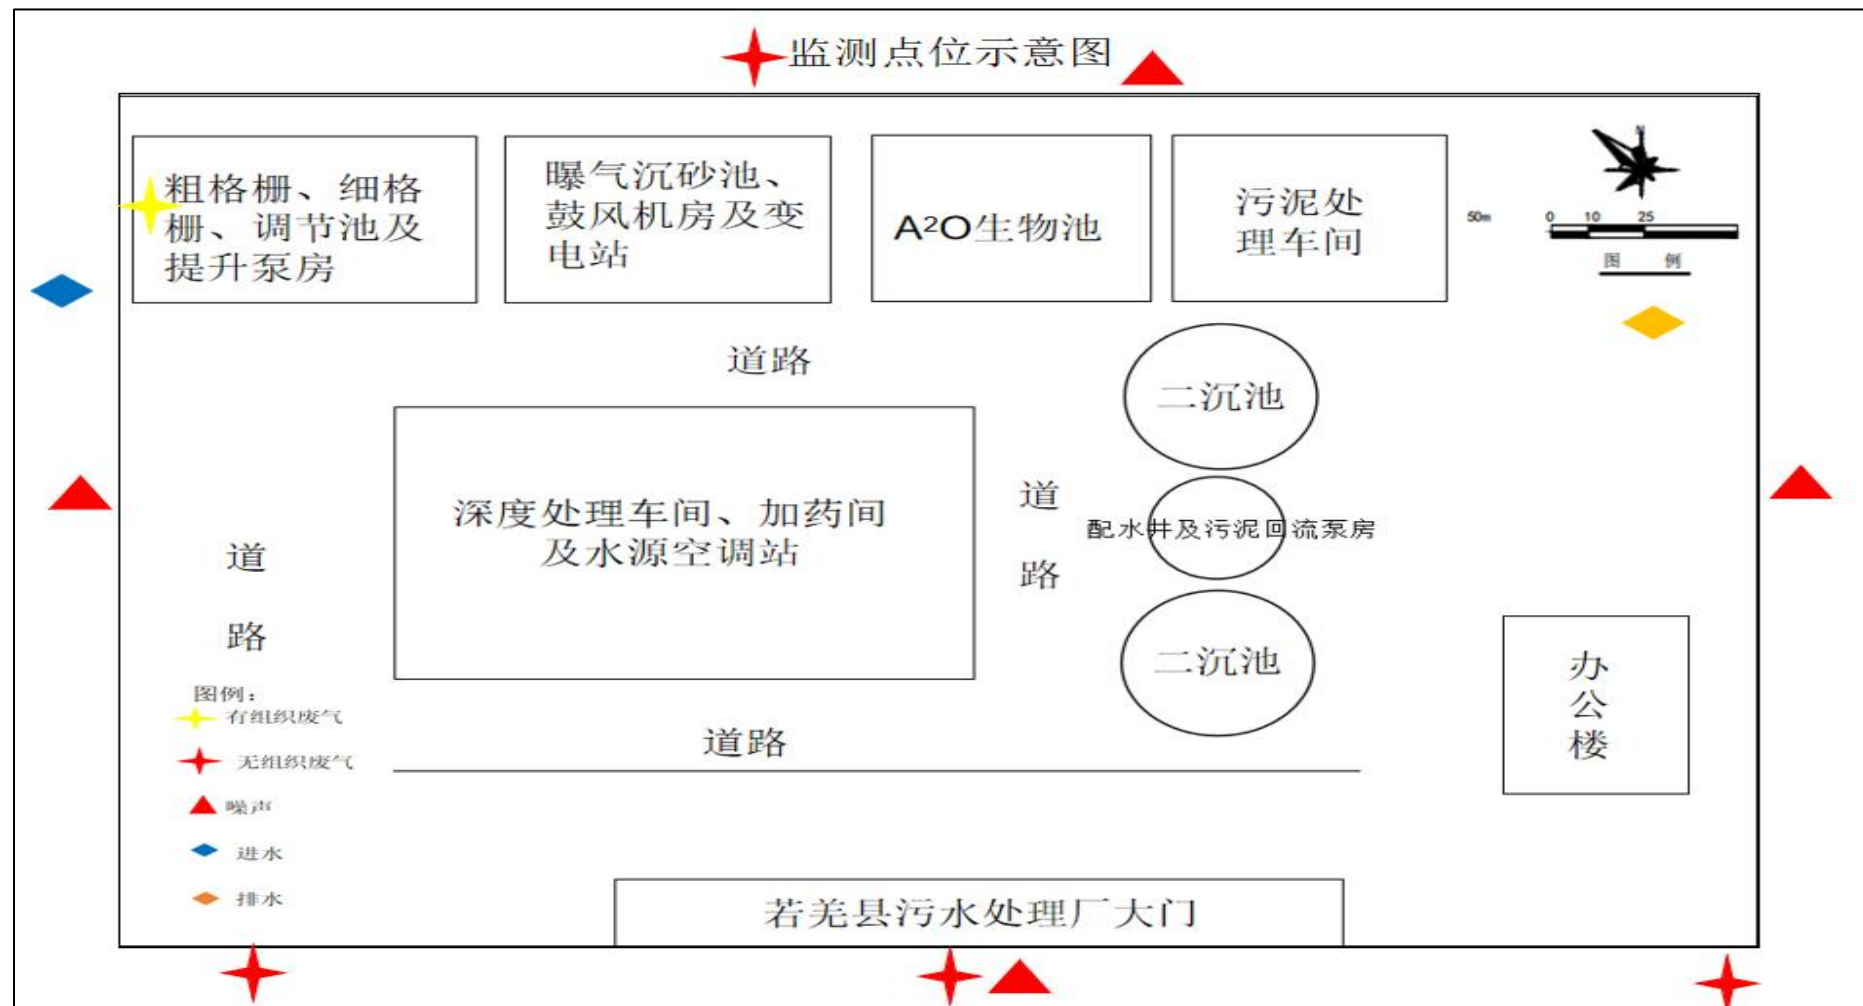 监测点位示意图
粗格栅、细格
栅、调节池及
提升泵房
曝气沉砂池、
鼓风机房及变
电站
A²O生物池
污泥处
理车间
N
50m
0 10 25
图 例
道路
二沉池
深度处理车间、加药间
及水源空调站
道
路
配水井及污泥回流泵房
道
路
二沉池
办
公
楼
图例：
有组织废气
无组织废气
噪声
进水
排水
道路
若羌县污水处理厂大门